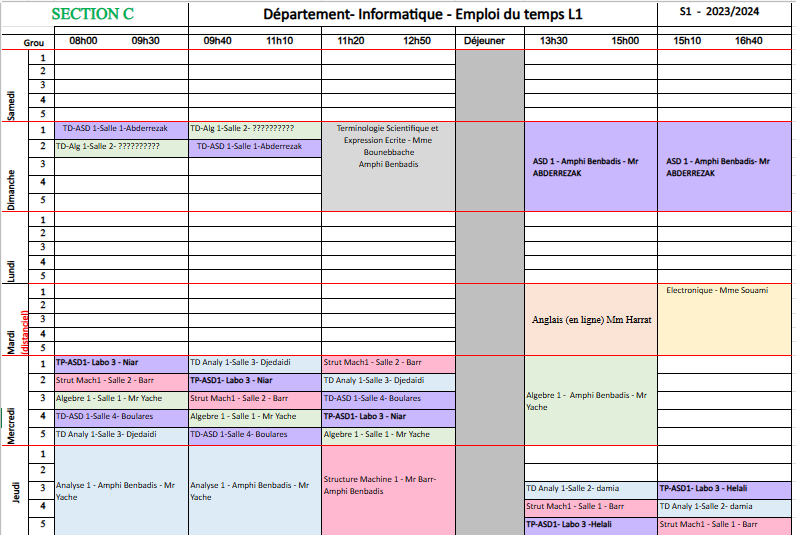 SECTION C
Département- Informatique - Emploi du temps L1
S1 - 2023/2024
Grou 08h00 09h30 09h40 11h10 11h20 12h50 Déjeuner 13h30 15h00 15h10 16h40
Samedi
1
2
3
4
5
Dimanche
1 TD-ASD 1-Salle 1-Abderrezak TD-Alg 1-Salle 2- ??????????
2 TD-Alg 1-Salle 2- ?????????? TD-ASD 1-Salle 1-Abderrezak
3
4
5
Terminologie Scientifique et
Expression Ecrite - Mme
Bounebbache
Amphi Benbadis
ASD 1 - Amphi Benbadis - Mr
ABDERREZAK
ASD 1 - Amphi Benbadis- Mr
ABDERREZAK
Lundi
1
2
3
4
5
Mardi
(distanciel)
1
2
3
4
5
Anglais (en ligne) Mm Harrat
Electronique - Mme Souami
Mercredi
1 TP-ASD1- Labo 3 - Niar TD Analy 1-Salle 3- Djedaidi Strut Mach1 - Salle 2 - Barr
2 Strut Mach1 - Salle 2 - Barr TP-ASD1- Labo 3 - Niar TD Analy 1-Salle 3- Djedaidi
3 Algebre 1 - Salle 1 - Mr Yache Strut Mach1 - Salle 2 - Barr TD-ASD 1-Salle 4- Boulares
4 TD-ASD 1-Salle 4- Boulares Algebre 1 - Salle 1 - Mr Yache TP-ASD1- Labo 3 - Niar
5 TD Analy 1-Salle 3- Djedaidi TD-ASD 1-Salle 4- Boulares Algebre 1 - Salle 1 - Mr Yache
Algebre 1 - Amphi Benbadis - Mr
Yache
Jeudi
1
2
3 TD Analy 1-Salle 2- damia TP-ASD1- Labo 3 - Helali
4 Strut Mach1 - Salle 1 - Barr TD Analy 1-Salle 2- damia
5 TP-ASD1- Labo 3 -Helali Strut Mach1 - Salle 1 - Barr
Analyse 1 - Amphi Benbadis - Mr
Yache
Analyse 1 - Amphi Benbadis - Mr
Yache
Structure Machine 1 - Mr Barr-
Amphi Benbadis